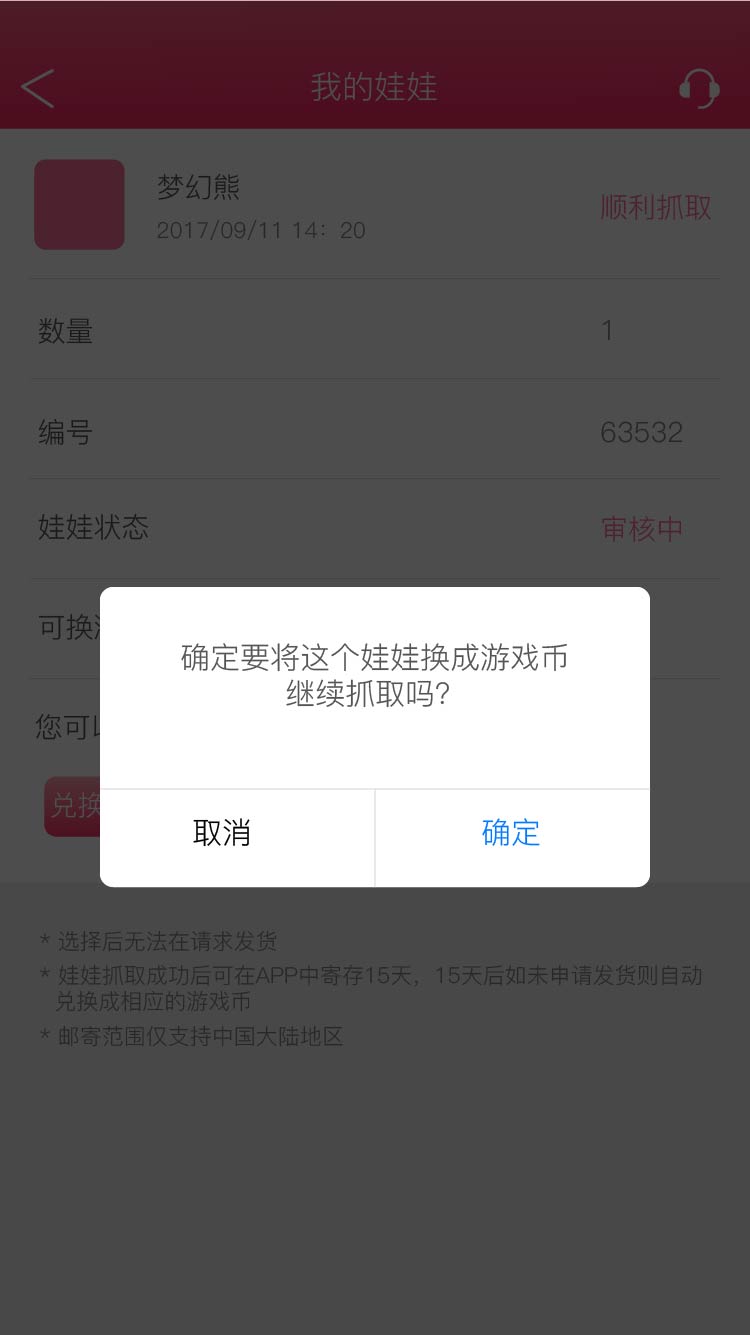 我的娃娃
梦幻熊
2017/09/11 14：20
顺利抓取
数量
1
编号
63532
娃娃状态
审核中
可换
确定要将这个娃娃换成游戏币
继续抓取吗?
您可
兑换
取消
确定
* 选择后无法在请求发货
* 娃娃抓取成功后可在APP中寄存15天，15天后如未申请发货则自动
兑换成相应的游戏币
* 邮寄范围仅支持中国大陆地区